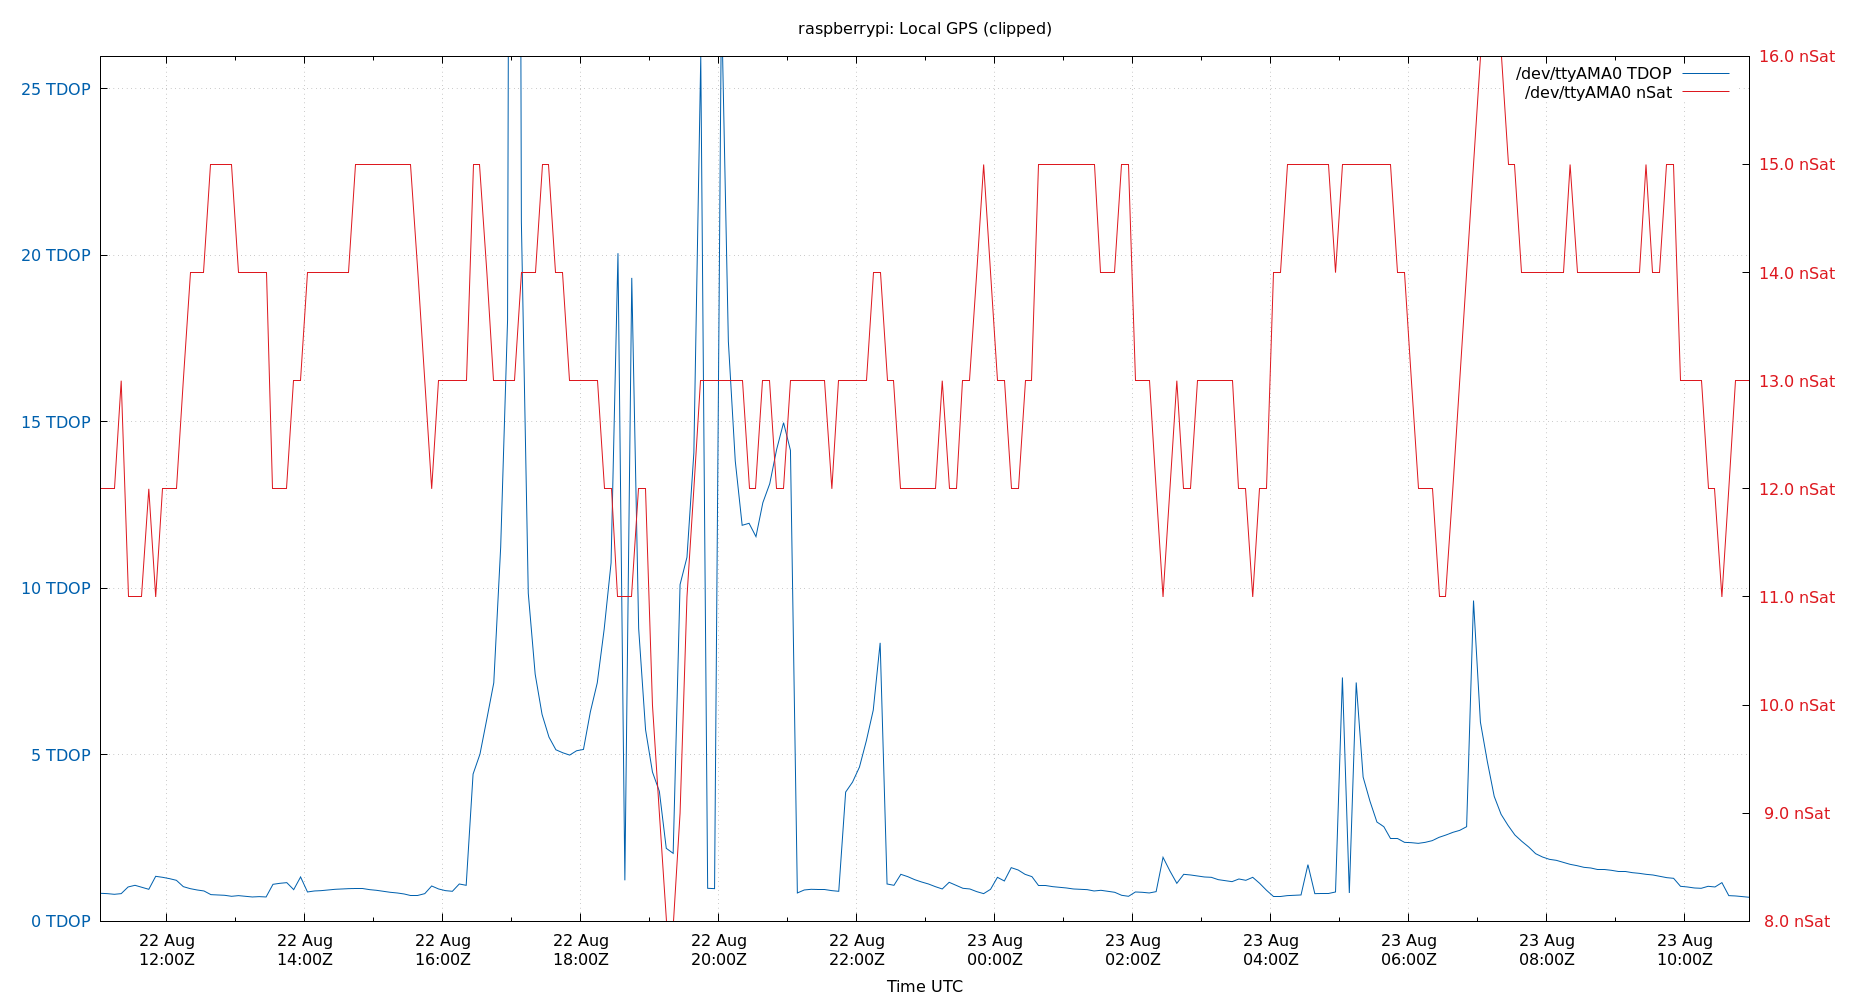 raspberrypi: Local GPS (clipped)
/dev/ttyAMA0 TDOP
/dev/ttyAMA0 nSat
25 TDOP
20 TDOP
15 TDOP
10 TDOP
5 TDOP
0 TDOP
16.0 nSat
15.0 nSat
14.0 nSat
13.0 nSat
12.0 nSat
11.0 nSat
10.0 nSat
9.0 nSat
8.0 nSat
22 Aug
12:00Z
22 Aug
14:00Z
22 Aug
16:00Z
22 Aug
18:00Z
22 Aug
20:00Z
22 Aug
22:00Z
23 Aug
00:00Z
23 Aug
02:00Z
23 Aug
04:00Z
23 Aug
06:00Z
23 Aug
08:00Z
23 Aug
10:00Z
Time UTC